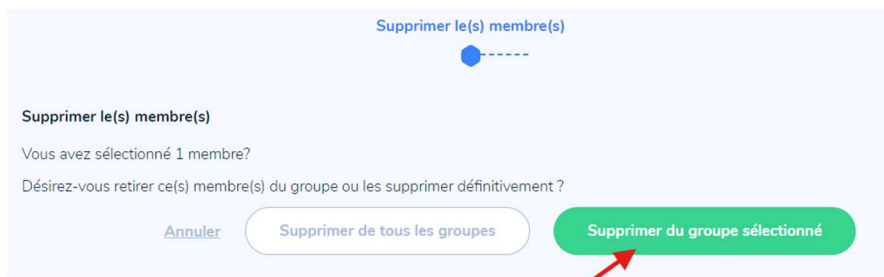 Supprimer le(s) membre(s)
Supprimer le(s) membre(s)
Vous avez sélectionné 1 membre?
Désirez-vous retirer ce(s) membre(s) du groupe ou les supprimer définitivement ?
Annuler Supprimer de tous les groupes Supprimer du groupe sélectionné